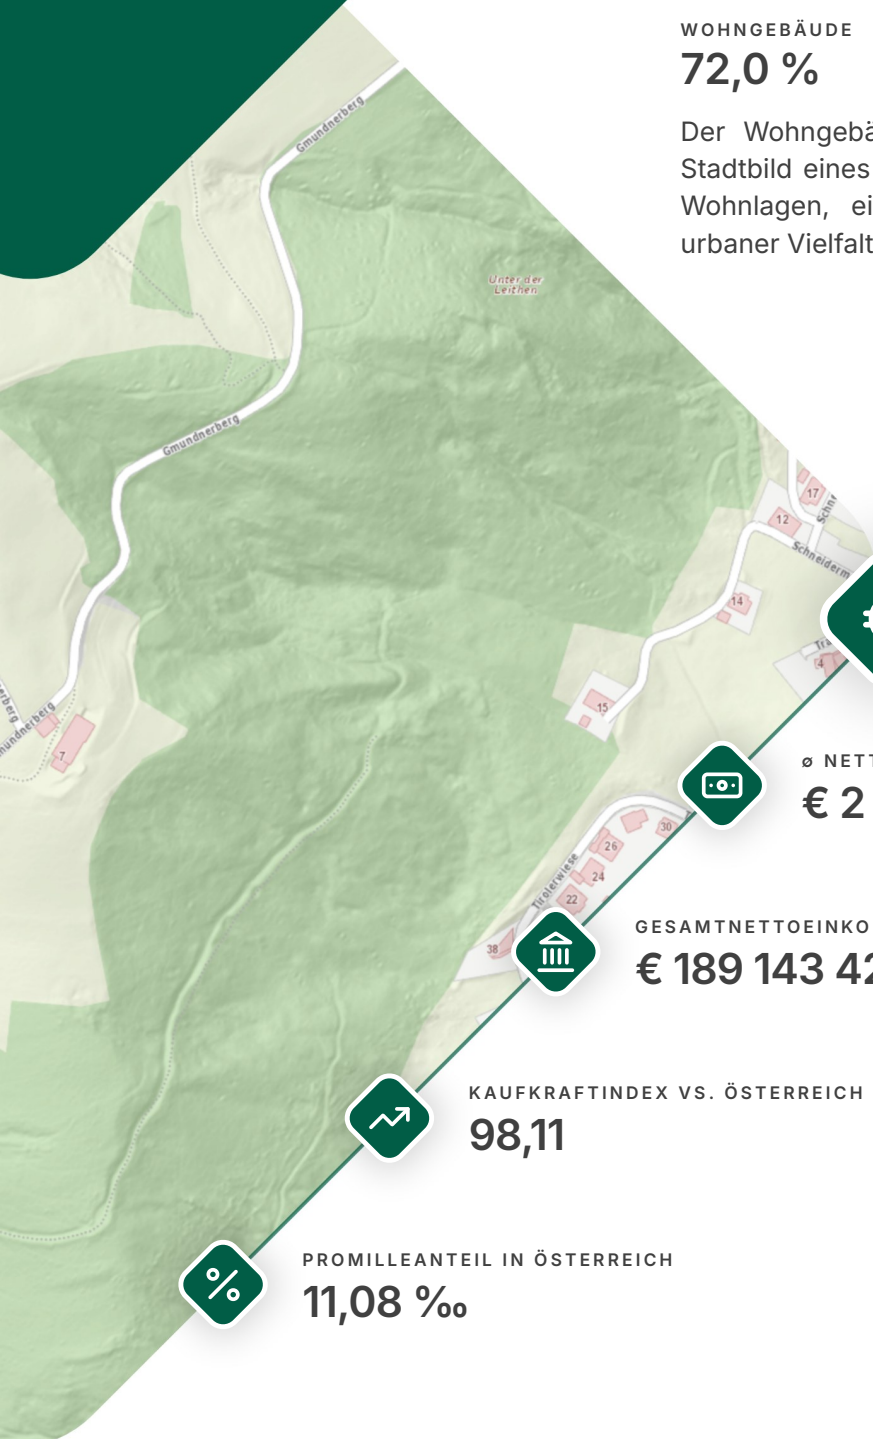 WOHNGEBÄUDE
72,0 %
Der Wohngebä
Stadtbild eines
Wohnlagen, ei
urbaner Vielfalt
Gmundnerberg
Unter der
Leithen
Gmundnerberg
17
12
Schneiderm
14
15
7
4
ø NETT
€ 2
30
26
24
22
Tirolerwiese
38
GESAMTNETTOEINKO
€ 189 143 42
KAUFKRAFTINDEX VS. ÖSTERREICH
98,11
PROMILLEANTEIL IN ÖSTERREICH
11,08 ‰